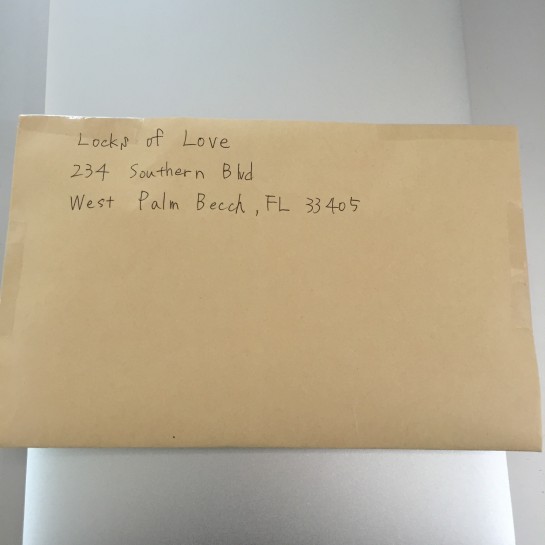 Locks of Love
234 Southern Blvd
West Palm Becch, FL 33405